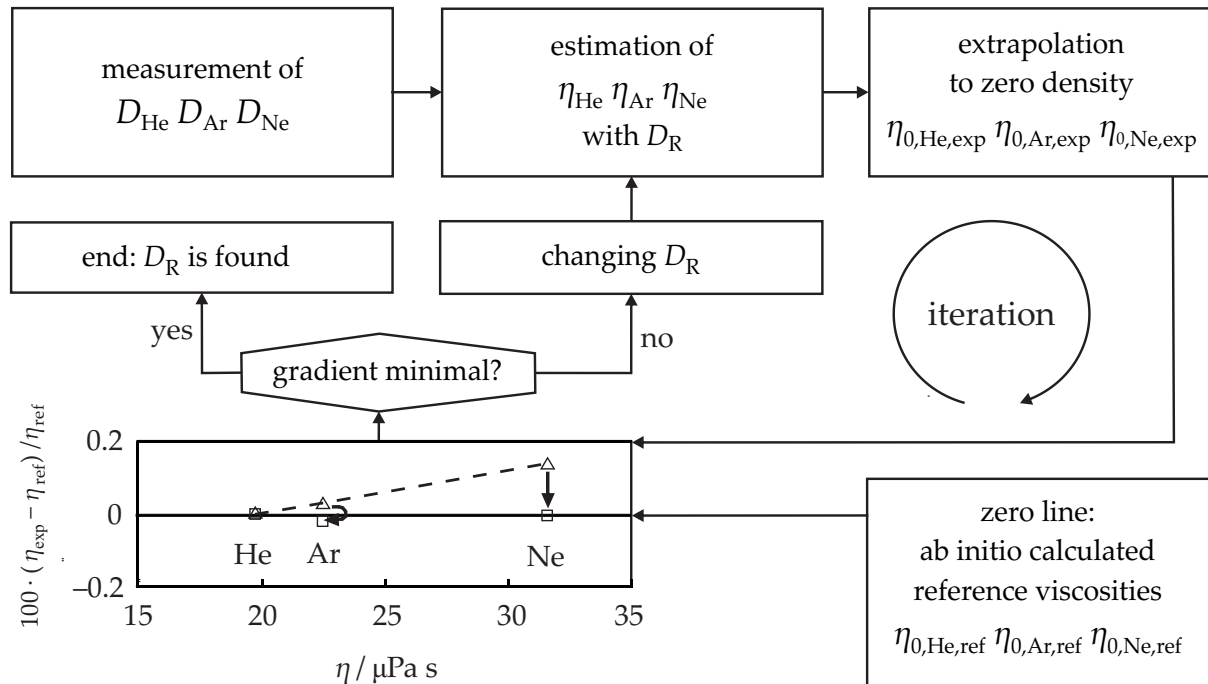 measurement of
D_He D_Ar D_Ne
estimation of
η_He η_Ar η_Ne
with D_R
extrapolation
to zero density
η_0,He,exp η_0,Ar,exp η_0,Ne,exp
end: D_R is found
changing D_R
iteration
yes
no
gradient minimal?
100 · (η_exp – η_ref) / η_ref
0.2
0
–0.2
He
Ar
Ne
15
20
25
30
35
η / μPa s
zero line:
ab initio calculated
reference viscosities
η_0,He,ref η_0,Ar,ref η_0,Ne,ref